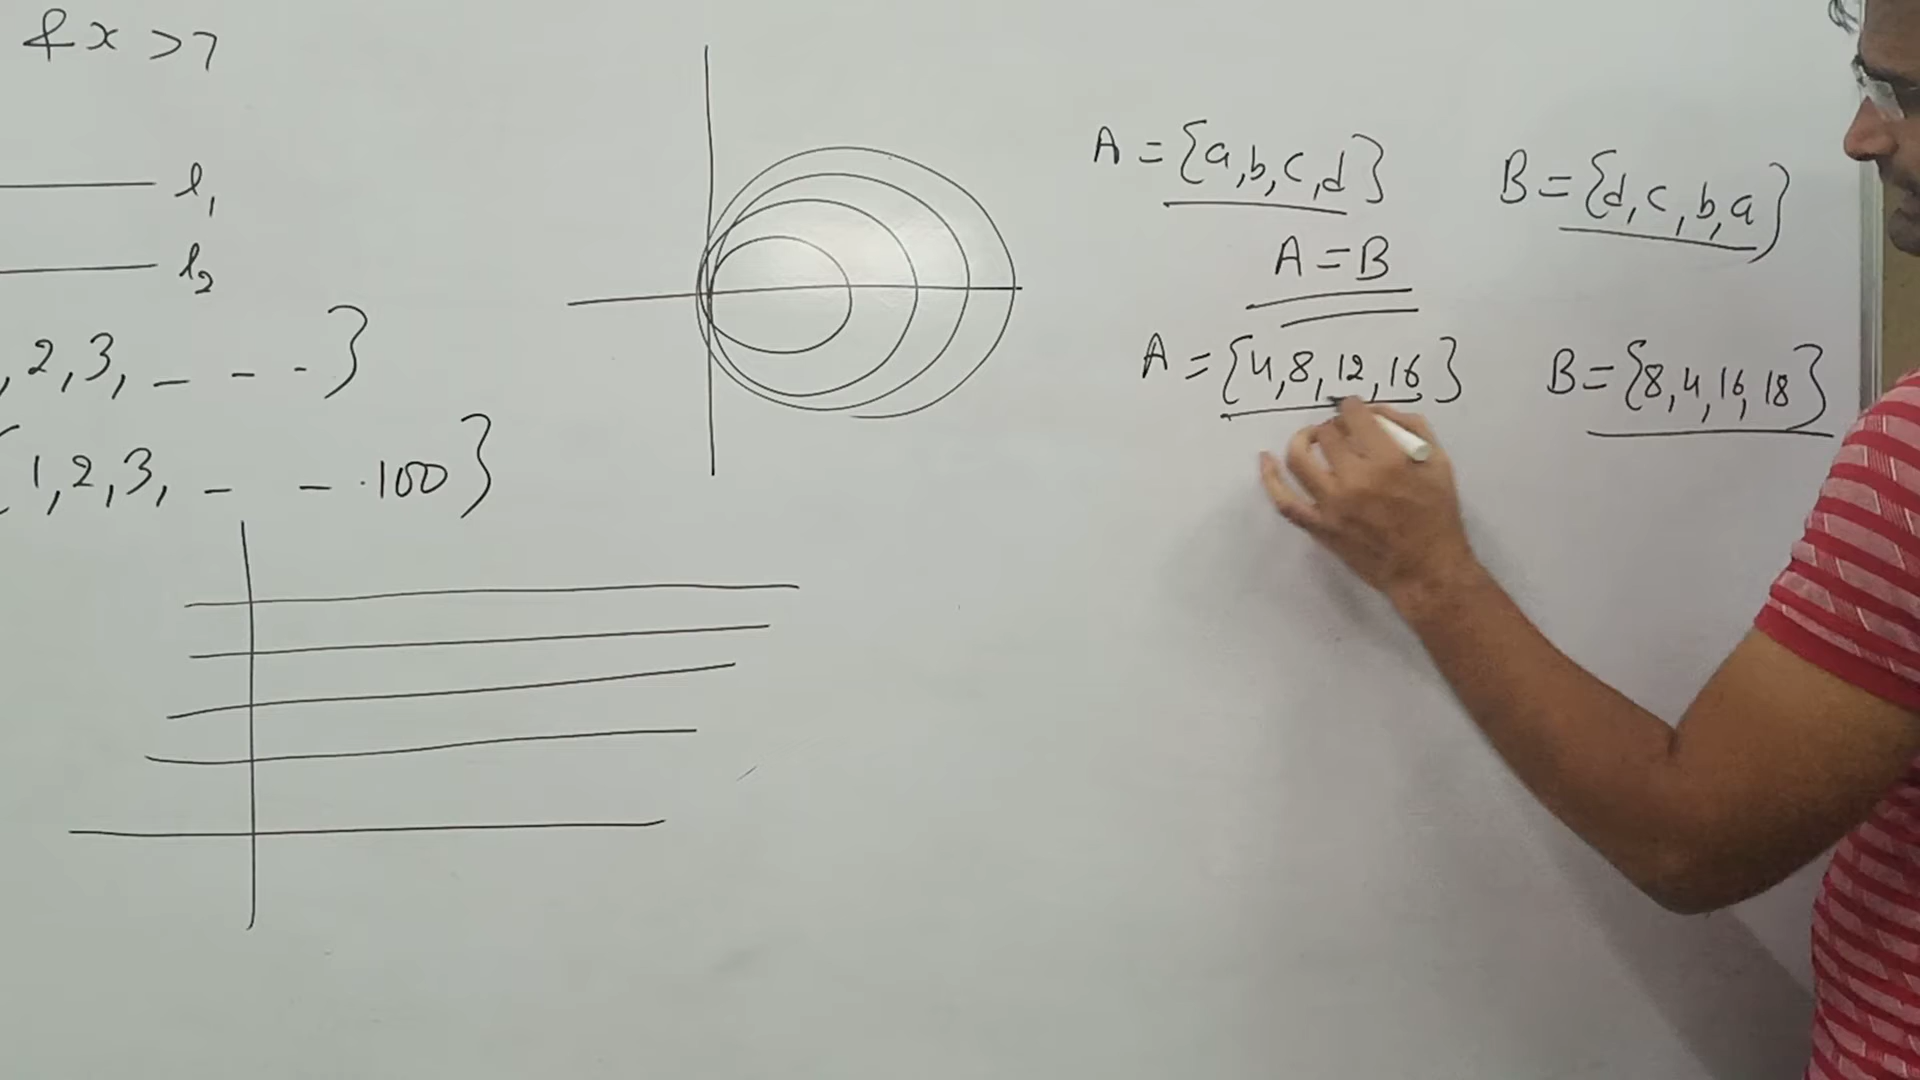 & x > 7
l1
l2
, 2, 3, _ - - }
{ 1, 2, 3, - - . 100 }
A = {a, b, c, d} B = {d, c, b, a}
A = B
A = {4, 8, 12, 16} B = {8, 4, 16, 18}